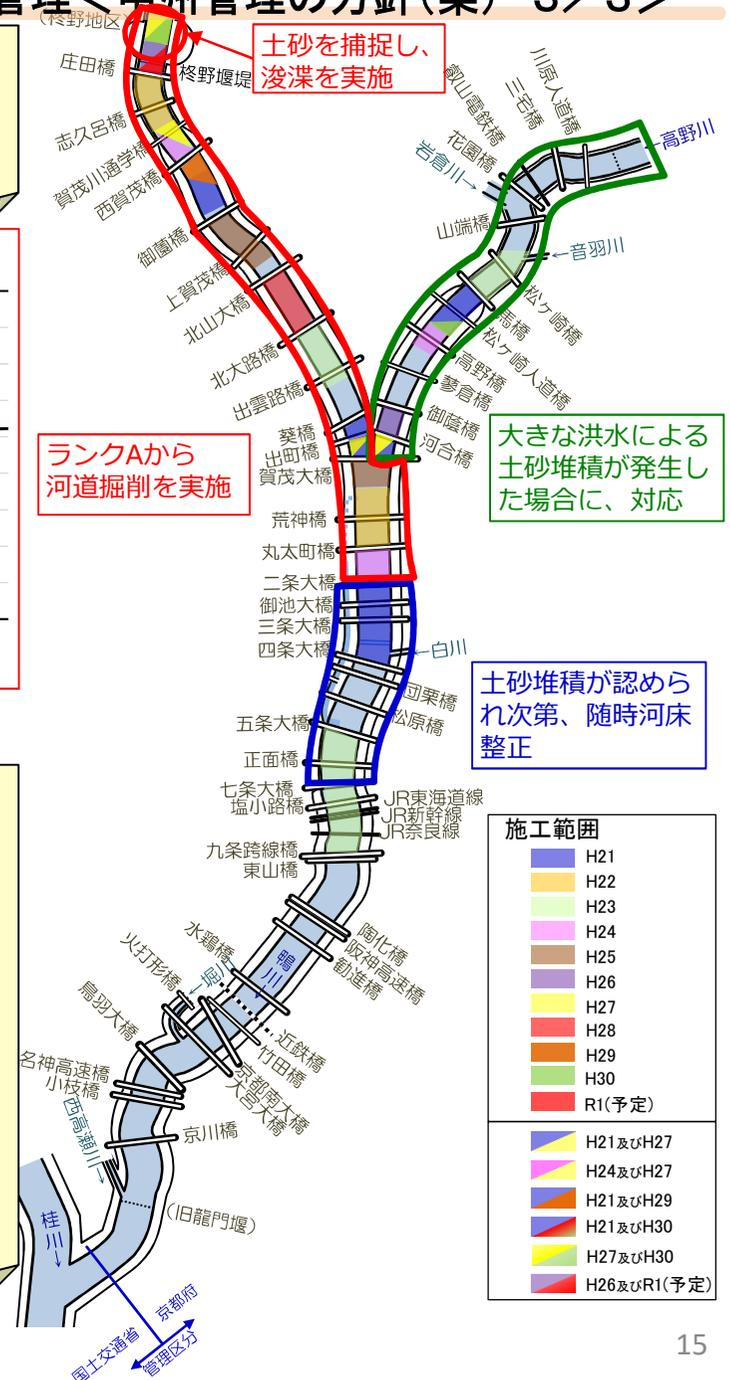 管理＜中洲管理の方針(案) 3／3＞
(柊野地区)
土砂を捕捉し、
浚渫を実施
庄田橋
柊野堰堤
志久呂橋
賀茂川通学橋
西賀茂橋
御薗橋
上賀茂橋
北山大橋
北大路橋
出雲路橋
葵橋
出町橋
賀茂大橋
川原人道橋
三宅橋
叡山電鉄橋
花園橋
岩倉川→
高野川
山端橋
←音羽川
松ヶ崎橋
馬橋
松ヶ崎人道橋
高野橋
蓼倉橋
御蔭橋
河合橋
ランクAから
河道掘削を実施
大きな洪水による
土砂堆積が発生し
た場合に、対応
荒神橋
丸太町橋
二条大橋
御池大橋
三条大橋
四条大橋
←白川
団栗橋
松原橋
五条大橋
正面橋
土砂堆積が認めら
れ次第、随時河床
整正
七条大橋
塩小路橋
JR東海道線
JR新幹線
JR奈良線
九条跨線橋
東山橋
陶化橋
阪神高速橋
勧進橋
水鶏橋
鴨川→
火打形橋
←堀川
鳥羽大橋
近鉄橋
竹田橋
京都南大橋
大宮大橋
名神高速橋
小枝橋
西高瀬川→
京川橋
(旧龍門堰)
桂川→
国土交通省
京都府
管理区分
施工範囲
H21
H22
H23
H24
H25
H26
H27
H28
H29
H30
R1(予定)
H21及びH27
H24及びH27
H21及びH29
H21及びH30
H27及びH30
H26及びR1(予定)
15